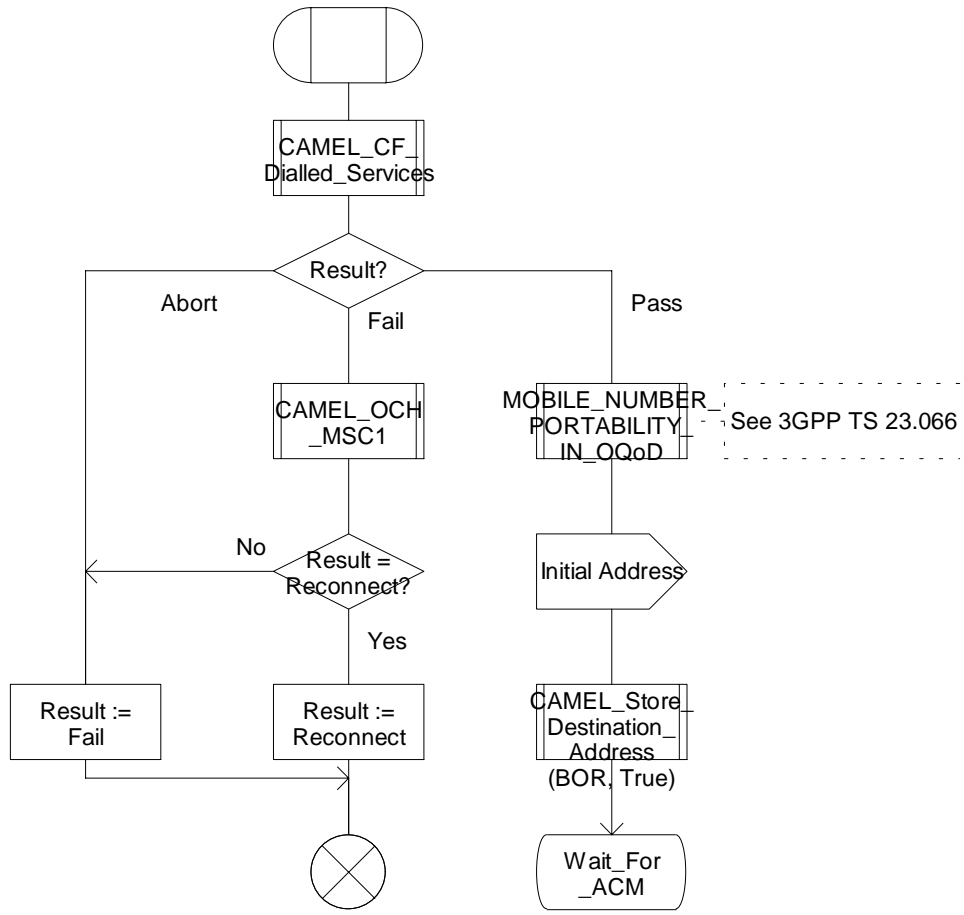 CAMEL_CF_
Dialled_Services
Result?
Abort
Fail
Pass
CAMEL_OCH
_MSC1
MOBILE_NUMBER_
PORTABILITY_
IN_OQoD
See 3GPP TS 23.066
No
Result =
Reconnect?
Initial Address
Yes
Result :=
Fail
Result :=
Reconnect
CAMEL_Store_
Destination_
Address
(BOR, True)
Wait_For
_ACM